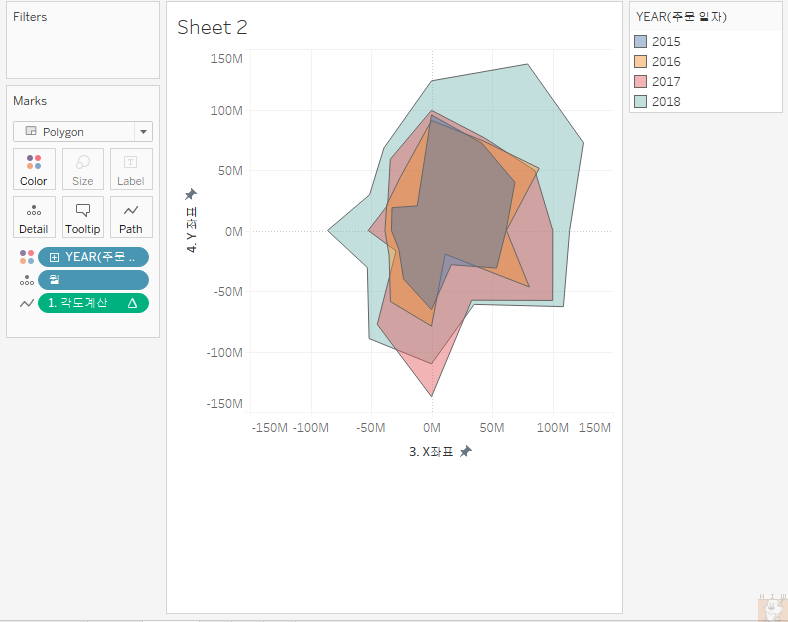 Filters
Marks
Polygon
Color
Size
Label
Detail
Tooltip
Path
YEAR(주문 ..
월
1. 각도계산
Sheet 2
150M
100M
50M
0M
-50M
-100M
-150M
4. Y 좌표
-150M -100M -50M 0M 50M 100M 150M
3. X좌표
YEAR(주문 일자)
2015
2016
2017
2018